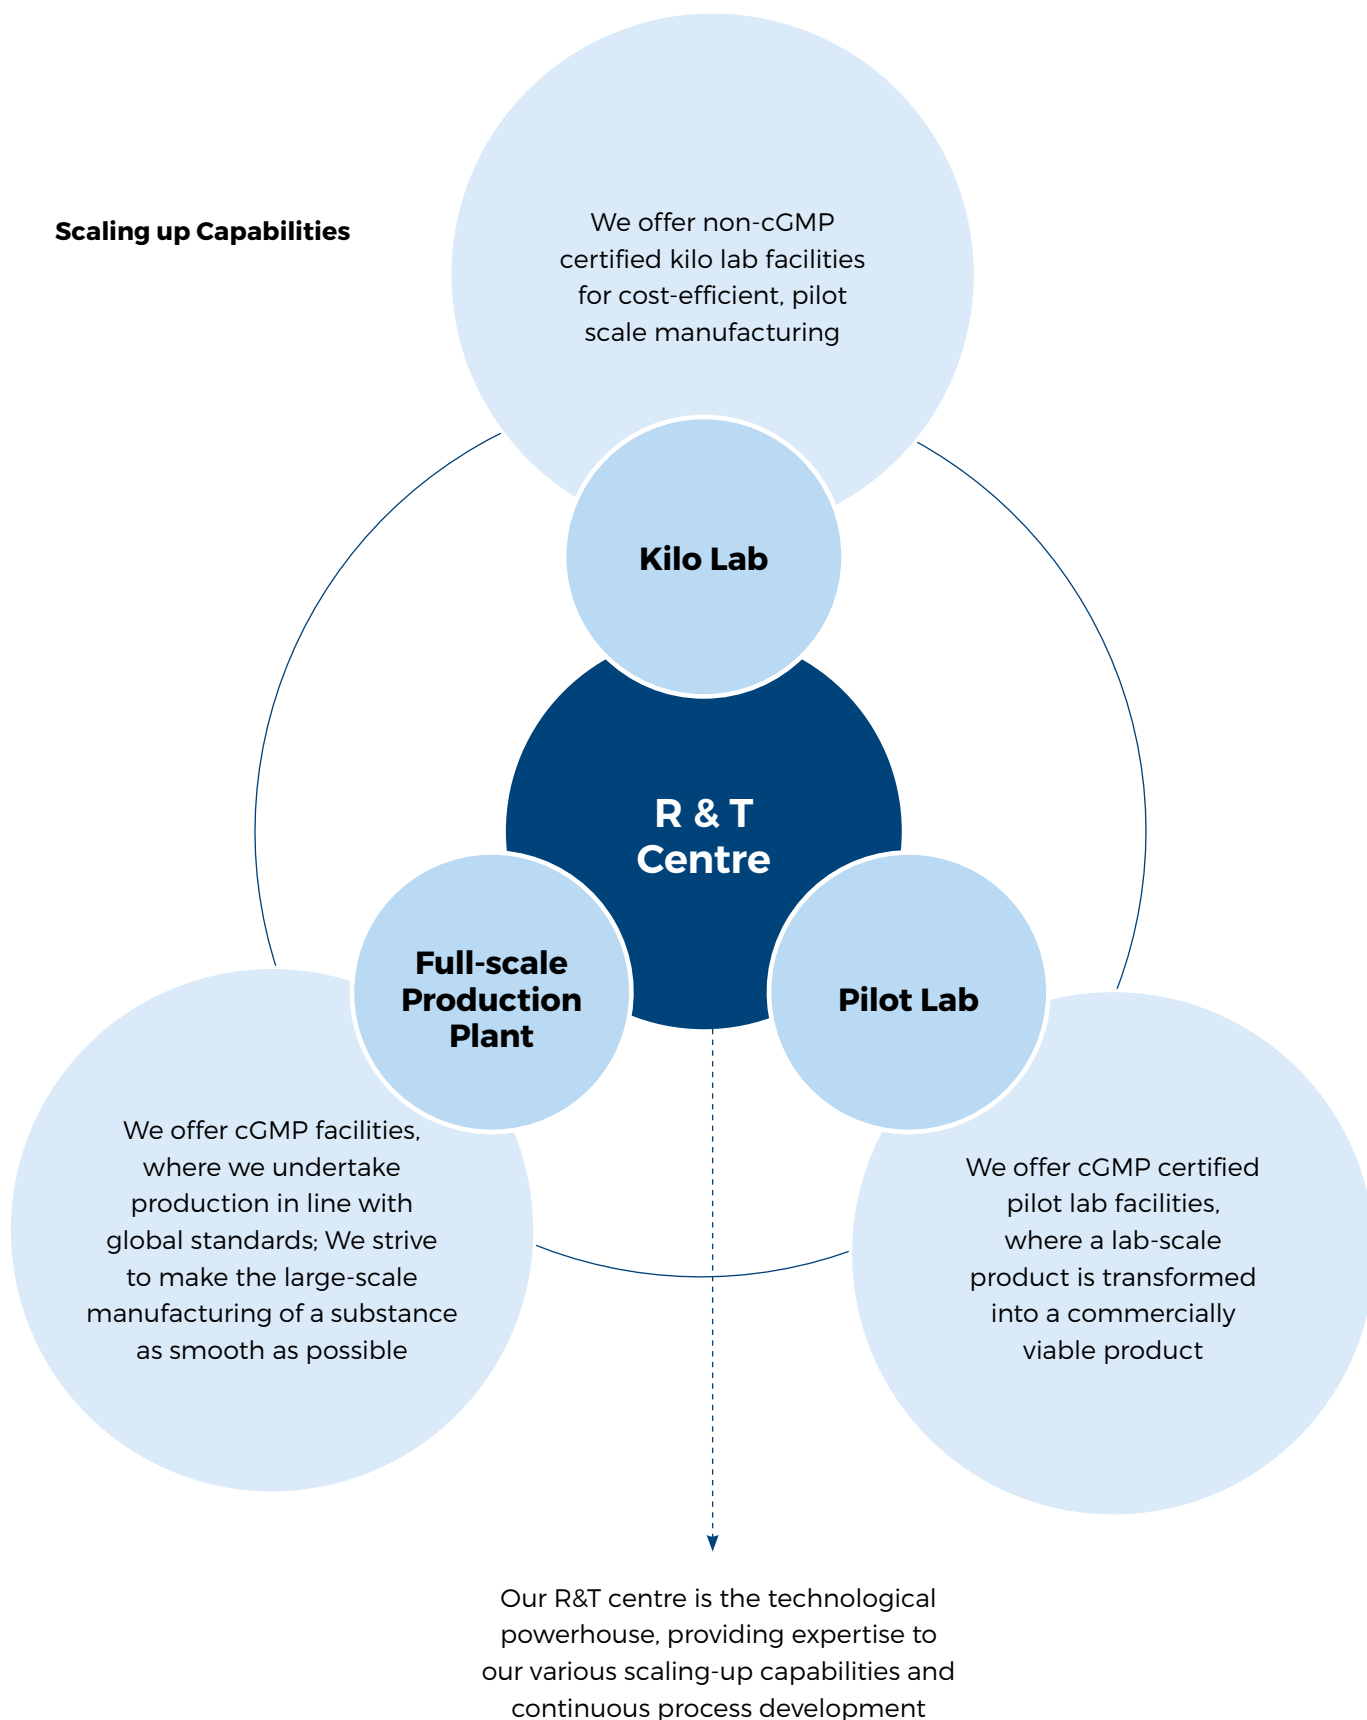 Scaling up Capabilities
We offer non-cGMP
certified kilo lab facilities
for cost-efficient, pilot
scale manufacturing
Kilo Lab
R & T
Centre
Full-scale
Production
Plant
Pilot Lab
We offer cGMP facilities,
where we undertake
production in line with
global standards; We strive
to make the large-scale
manufacturing of a substance
as smooth as possible
We offer cGMP certified
pilot lab facilities,
where a lab-scale
product is transformed
into a commercially
viable product
Our R&T centre is the technological
powerhouse, providing expertise to
our various scaling-up capabilities and
continuous process development